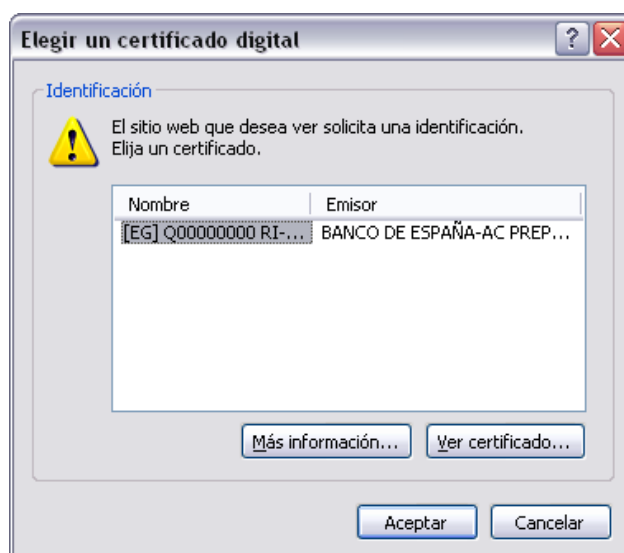 Elegir un certificado digital
Identificación
El sitio web que desea ver solicita una identificación.
Elija un certificado.
Nombre Emisor
[EG] Q00000000 RI-... BANCO DE ESPAÑA-AC PREP...
Más información... Ver certificado...
Aceptar Cancelar